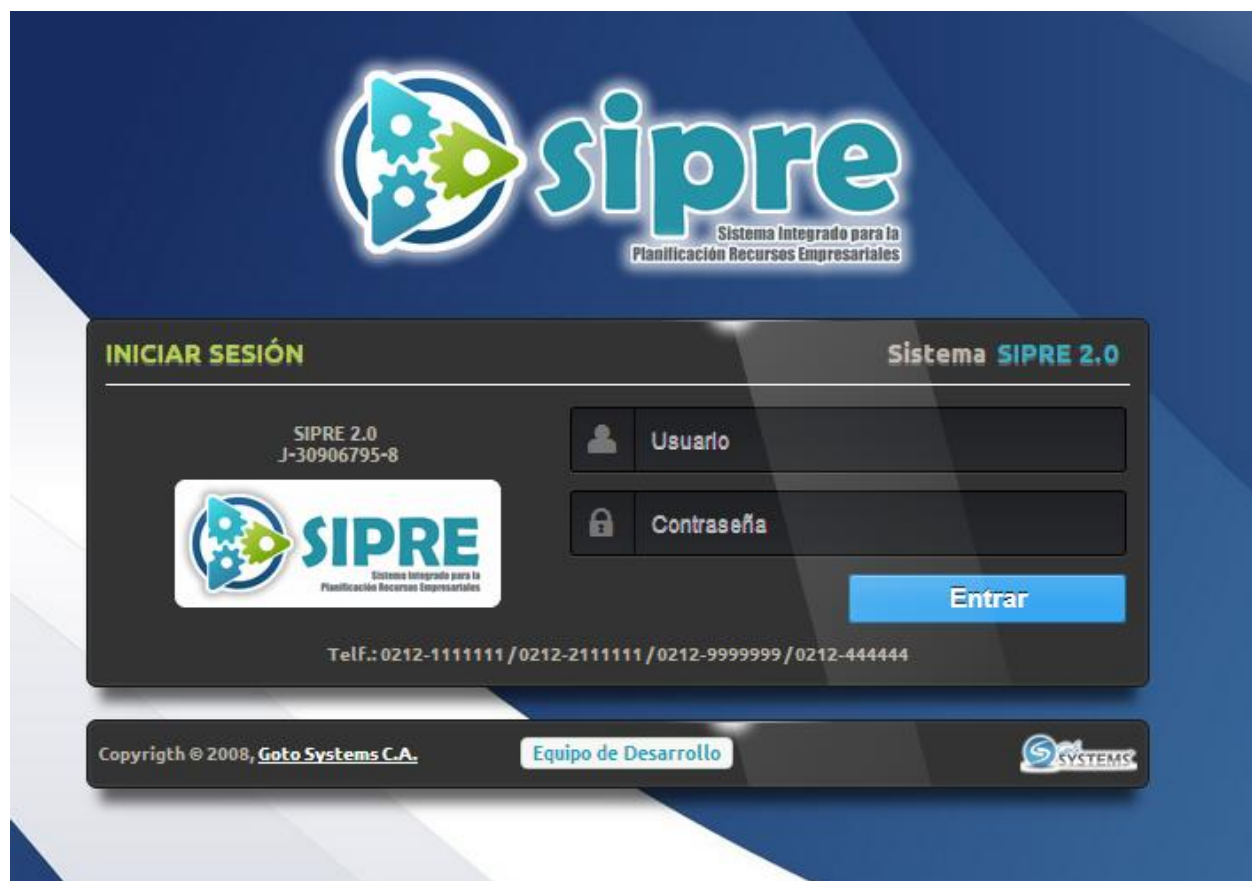 sipre
Sistema Integrado para la
Planificación Recursos Empresariales
INICIAR SESIÓN
Sistema SIPRE 2.0
SIPRE 2.0
J-30906795-8
SIPRE
Sistema Integrado para la
Planificación Recursos Empresariales
Usuario
Contraseña
Entrar
Telf.: 0212-1111111 / 0212-2111111 / 0212-9999999 / 0212-444444
Copyrigth © 2008, Goto Systems C.A.
Equipo de Desarrollo
SYSTEMS